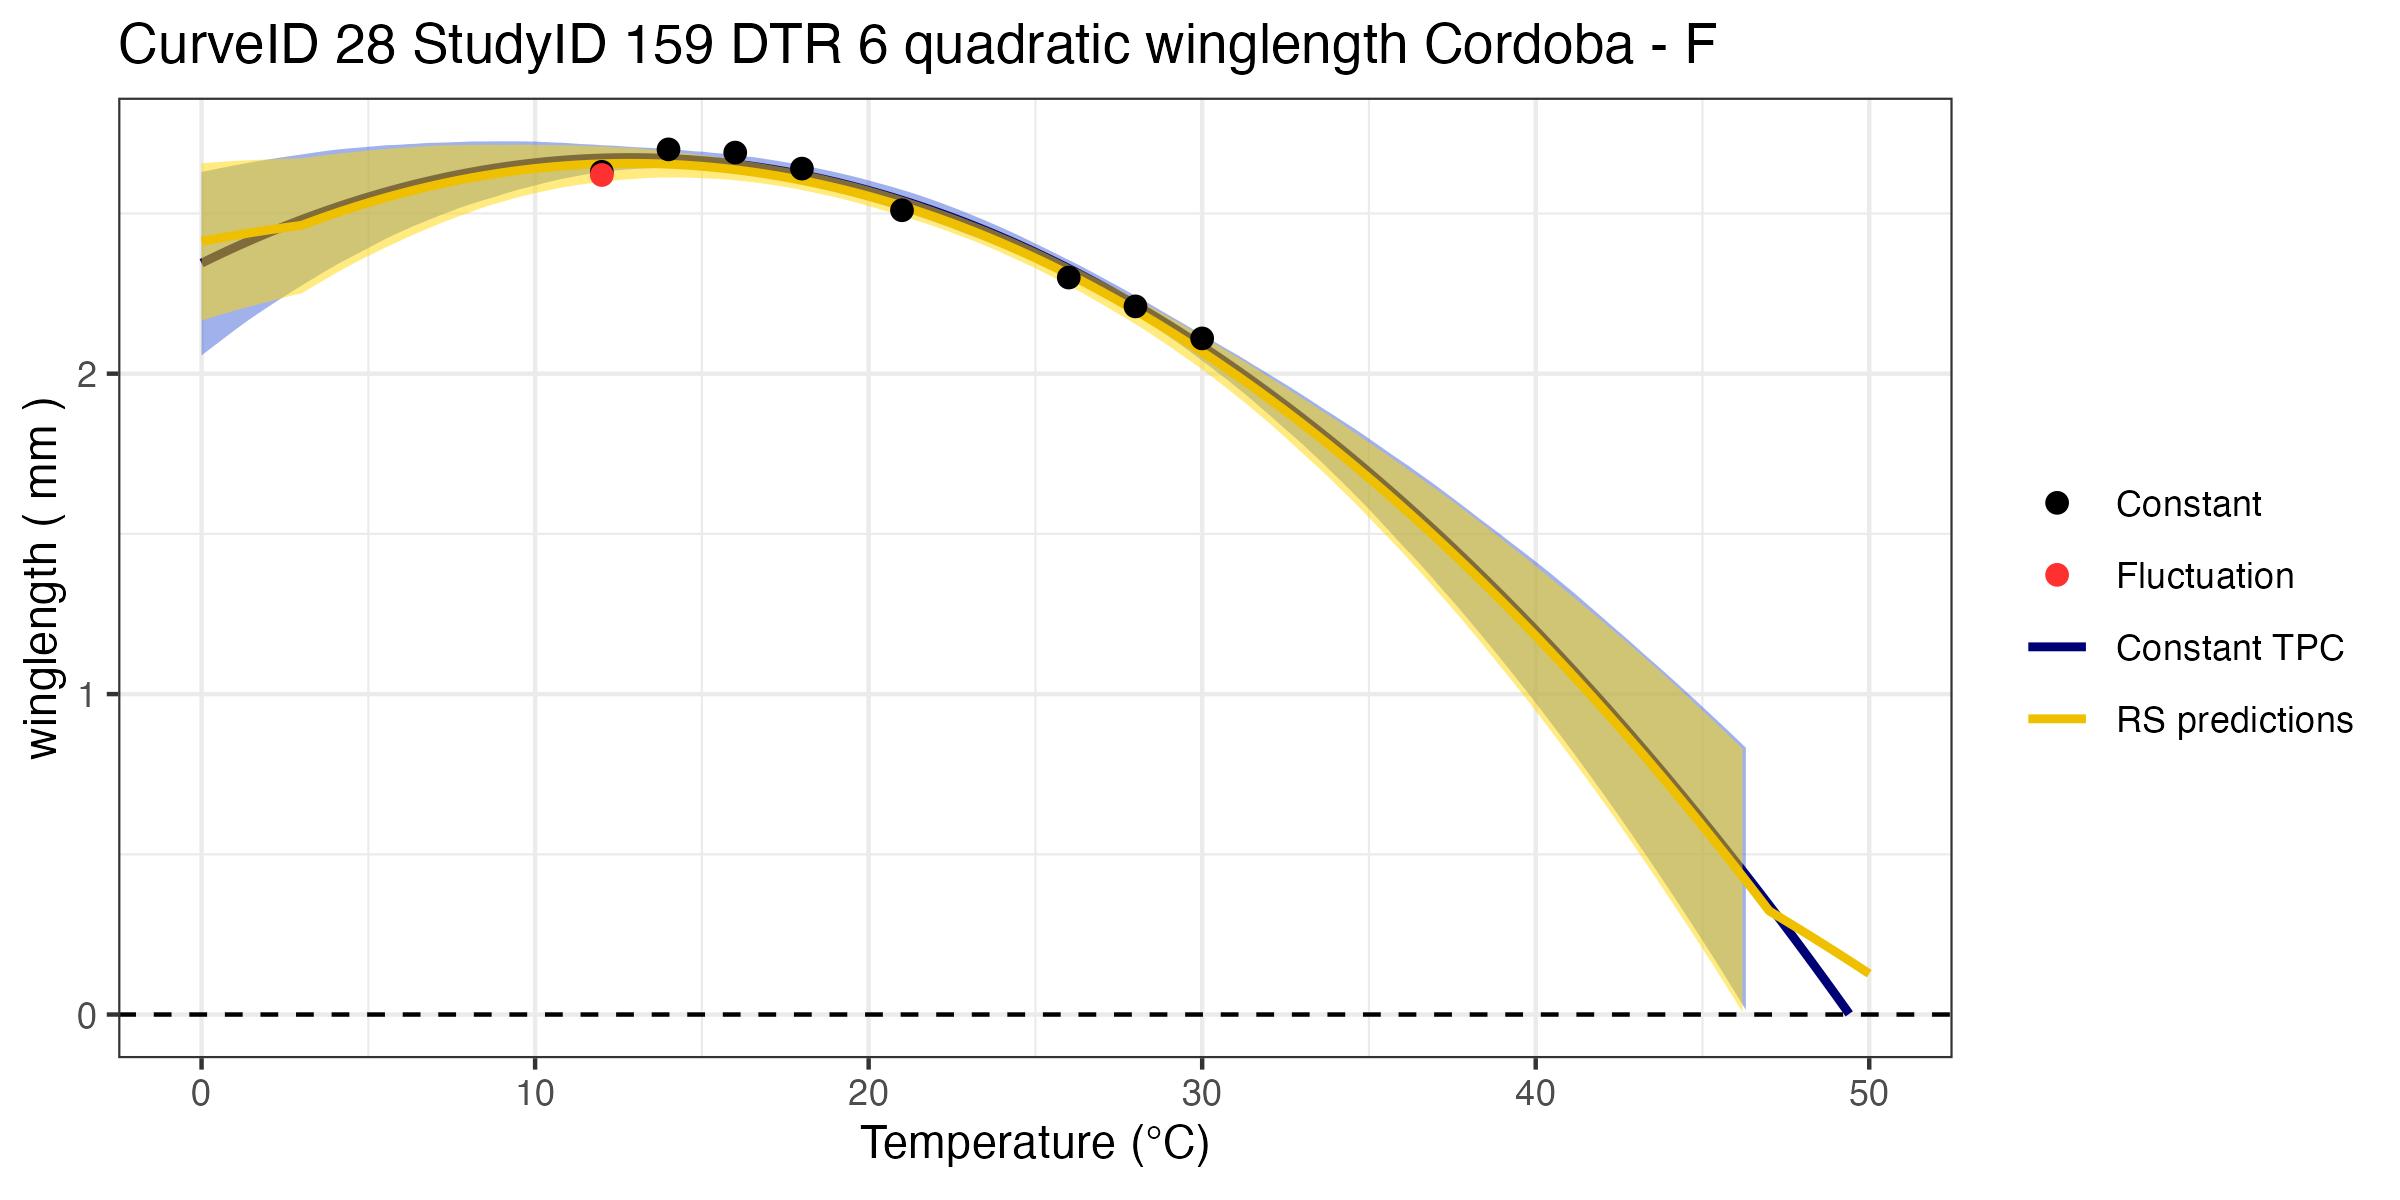 CurveID 28 StudyID 159 DTR 6 quadratic winglength Cordoba - F
winglength ( mm )
2
1
0
0 10 20 30 40 50
Temperature (°C)
Constant
Fluctuation
Constant TPC
RS predictions